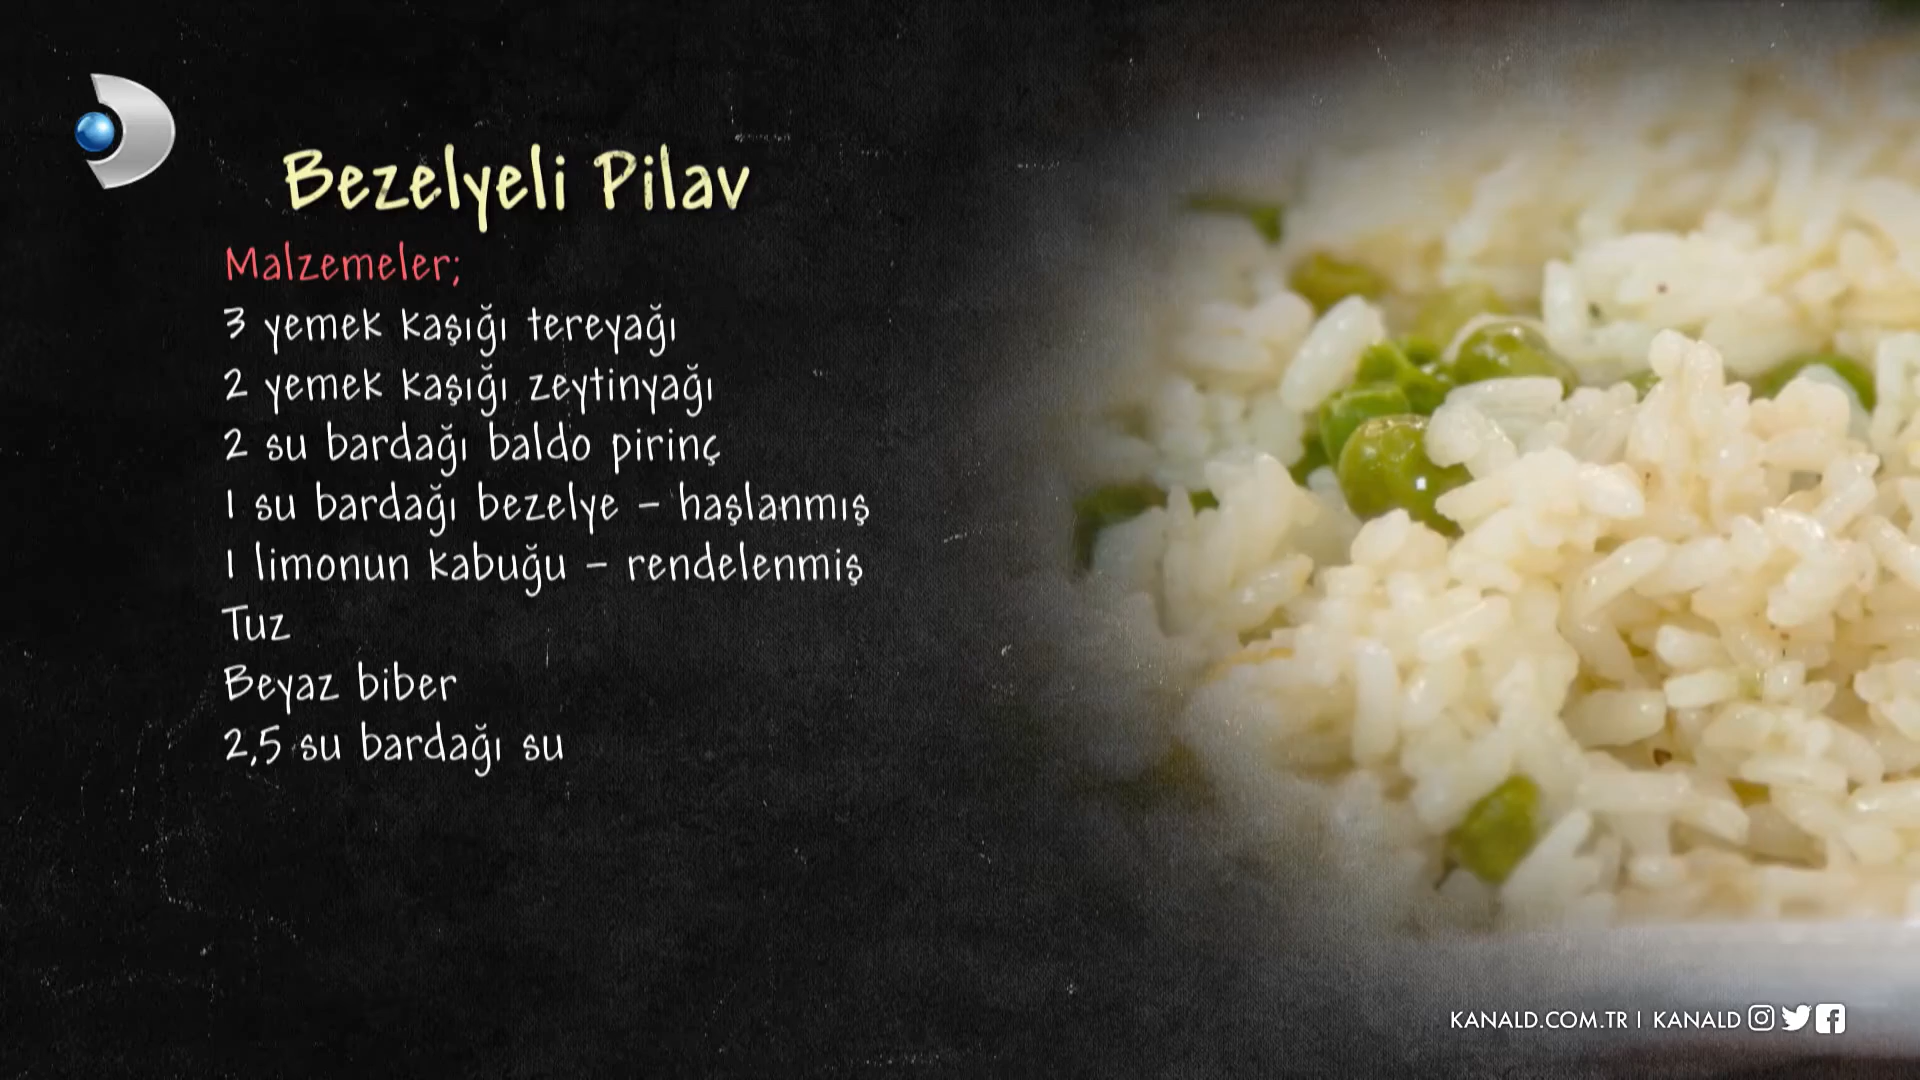 Bezelyeli Pilav
Malzemeler;
3 yemek kaşığı tereyağı
2 yemek kaşığı zeytinyağı
2 su bardağı baldo pirinç
1 su bardağı bezelye – haşlanmış
1 limonun kabuğu – rendelenmiş
Tuz
Beyaz biber
2,5 su bardağı su
KANALD.COM.TR | KANALD